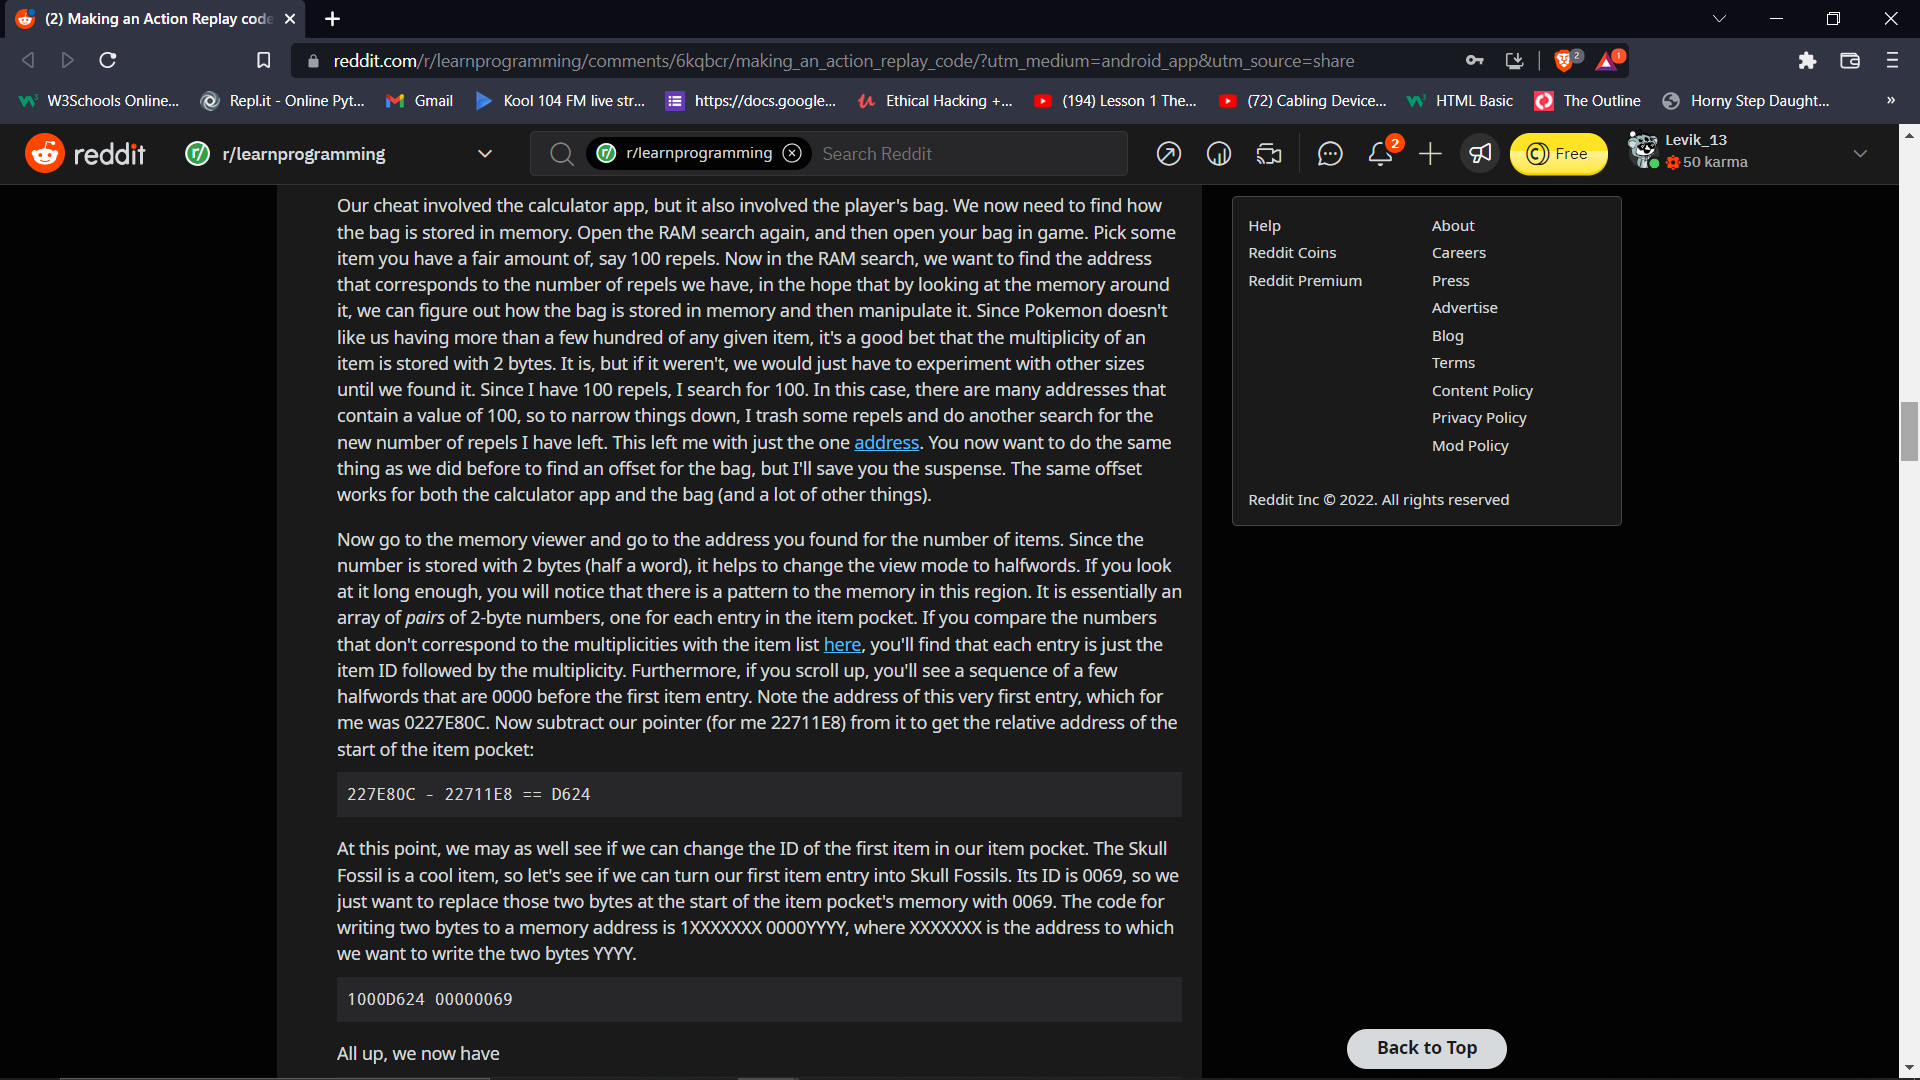 (2) Making an Action Replay code
reddit.com/r/learnprogramming/comments/6kqbcr/making_an_action_replay_code/?utm_medium=android_app&utm_source=share
2
1
W3Schools Online...
Repl.it - Online Pyt...
Gmail
Kool 104 FM live str...
https://docs.google...
Ethical Hacking +...
(194) Lesson 1 The...
(72) Cabling Device...
HTML Basic
The Outline
Horny Step Daught...
»
reddit
r/learnprogramming
r/learnprogramming
Search Reddit
2
Free
Levik_13
50 karma
Our cheat involved the calculator app, but it also involved the player's bag. We now need to find how
the bag is stored in memory. Open the RAM search again, and then open your bag in game. Pick some
item you have a fair amount of, say 100 repels. Now in the RAM search, we want to find the address
that corresponds to the number of repels we have, in the hope that by looking at the memory around
it, we can figure out how the bag is stored in memory and then manipulate it. Since Pokemon doesn't
like us having more than a few hundred of any given item, it's a good bet that the multiplicity of an
item is stored with 2 bytes. It is, but if it weren't, we would just have to experiment with other sizes
until we found it. Since I have 100 repels, I search for 100. In this case, there are many addresses that
contain a value of 100, so to narrow things down, I trash some repels and do another search for the
new number of repels I have left. This left me with just the one address. You now want to do the same
thing as we did before to find an offset for the bag, but I'll save you the suspense. The same offset
works for both the calculator app and the bag (and a lot of other things).
Now go to the memory viewer and go to the address you found for the number of items. Since the
number is stored with 2 bytes (half a word), it helps to change the view mode to halfwords. If you look
at it long enough, you will notice that there is a pattern to the memory in this region. It is essentially an
array of pairs of 2-byte numbers, one for each entry in the item pocket. If you compare the numbers
that don't correspond to the multiplicities with the item list here, you'll find that each entry is just the
item ID followed by the multiplicity. Furthermore, if you scroll up, you'll see a sequence of a few
halfwords that are 0000 before the first item entry. Note the address of this very first entry, which for
me was 0227E80C. Now subtract our pointer (for me 22711E8) from it to get the relative address of the
start of the item pocket:
227E80C - 22711E8 == D624
At this point, we may as well see if we can change the ID of the first item in our item pocket. The Skull
Fossil is a cool item, so let's see if we can turn our first item entry into Skull Fossils. Its ID is 0069, so we
just want to replace those two bytes at the start of the item pocket's memory with 0069. The code for
writing two bytes to a memory address is 1XXXXXXX 0000YYYY, where XXXXXXX is the address to which
we want to write the two bytes YYYY.
1000D624 00000069
All up, we now have
Help
Reddit Coins
Reddit Premium
About
Careers
Press
Advertise
Blog
Terms
Content Policy
Privacy Policy
Mod Policy
Reddit Inc © 2022. All rights reserved
Back to Top